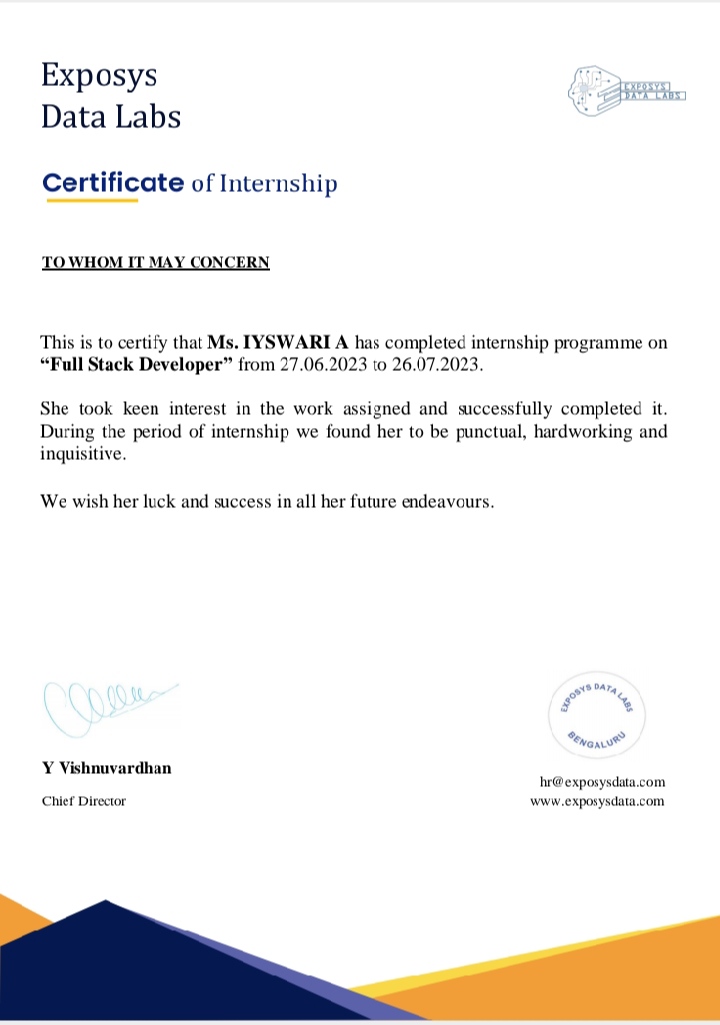 Exposys
Data Labs
EXPOSYS
DATA LABS
Certificate of Internship
TO WHOM IT MAY CONCERN
This is to certify that Ms. IYSWARI A has completed internship programme on
“Full Stack Developer” from 27.06.2023 to 26.07.2023.
She took keen interest in the work assigned and successfully completed it.
During the period of internship we found her to be punctual, hardworking and
inquisitive.
We wish her luck and success in all her future endeavours.
EXPOSYS DATA LABS
BENGALURU
Y Vishnuvardhan
Chief Director
hr@exposysdata.com
www.exposysdata.com